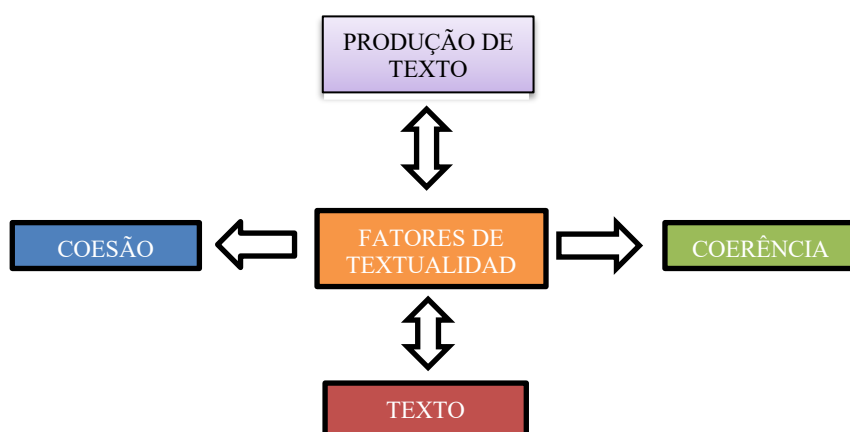 PRODUÇÃO DE
TEXTO
COESÃO
FATORES DE
TEXTUALIDAD
COERÊNCIA
TEXTO